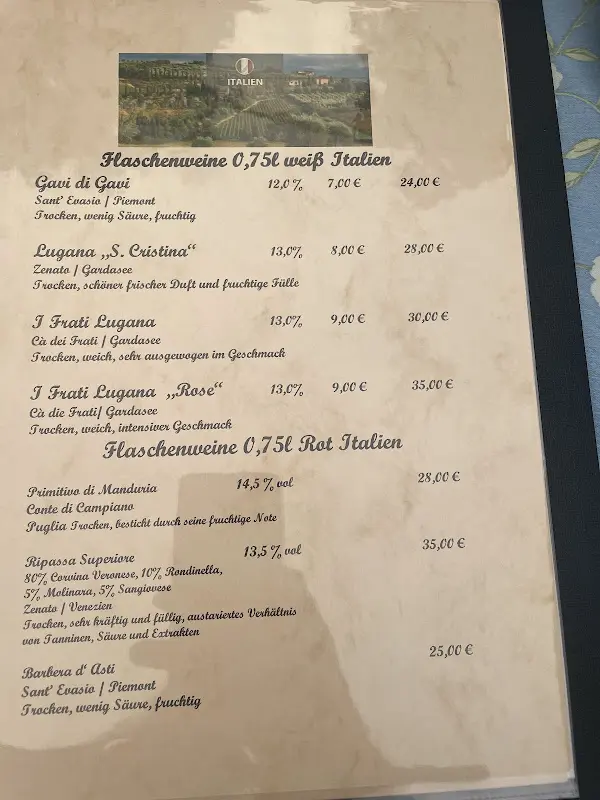 ITALIEN
Flaschenweine 0,75l weiß Italien
Gavi di Gavi 12,0% 7,00 € 24,00 €
Sant' Evasio / Piemont
Trocken, wenig Säure, fruchtig
Lugana „S. Cristina“ 13,0% 8,00 € 28,00 €
Zenato / Gardasee
Trocken, schöner frischer Duft und fruchtige Fülle
I Frati Lugana 13,0% 9,00 € 30,00 €
Cà dei Frati / Gardasee
Trocken, weich, sehr ausgewogen im Geschmack
I Frati Lugana „Rose“ 13,0% 9,00 € 35,00 €
Cà die Frati/ Gardasee
Trocken, weich, intensiver Geschmack
Flaschenweine 0,75l Rot Italien
Primitivo di Manduria 14,5 % vol 28,00 €
Conte di Campiano
Puglia Trocken, besticht durch seine fruchtige Note
Ripassa Superiore 13,5 % vol 35,00 €
80% Corvina Veronese, 10% Rondinella,
5% Molinara, 5% Sangiovese
Zenato / Venezien
Trocken, sehr kräftig und füllig, austariertes Verhältnis
von Tanninen, Säure und Extrakten
Barbera d' Asti 25,00 €
Sant' Evasio / Piemont
Trocken, wenig Säure, fruchtig